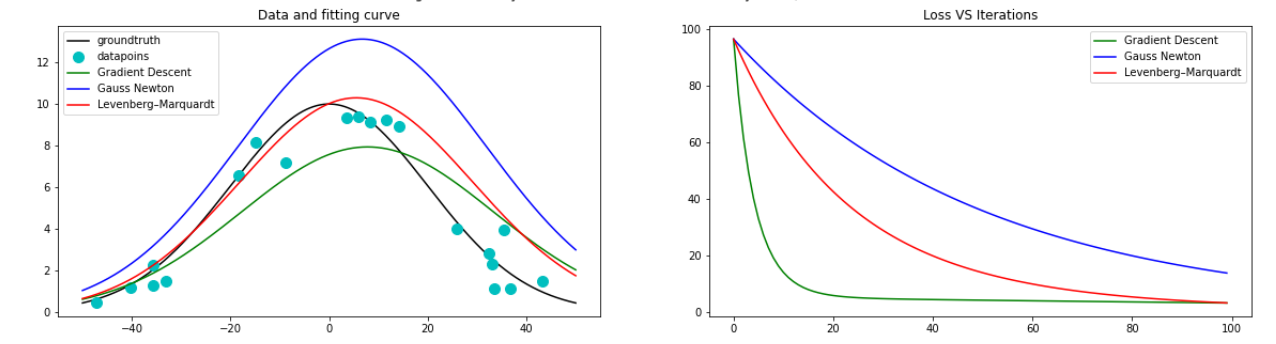 Data and fitting curve
groundtruth
datapoins
Gradient Descent
Gauss Newton
Levenberg–Marquardt
12
10
8
6
4
2
0
−40
−20
0
20
40
Loss VS Iterations
Gradient Descent
Gauss Newton
Levenberg–Marquardt
100
80
60
40
20
0
0
20
40
60
80
100